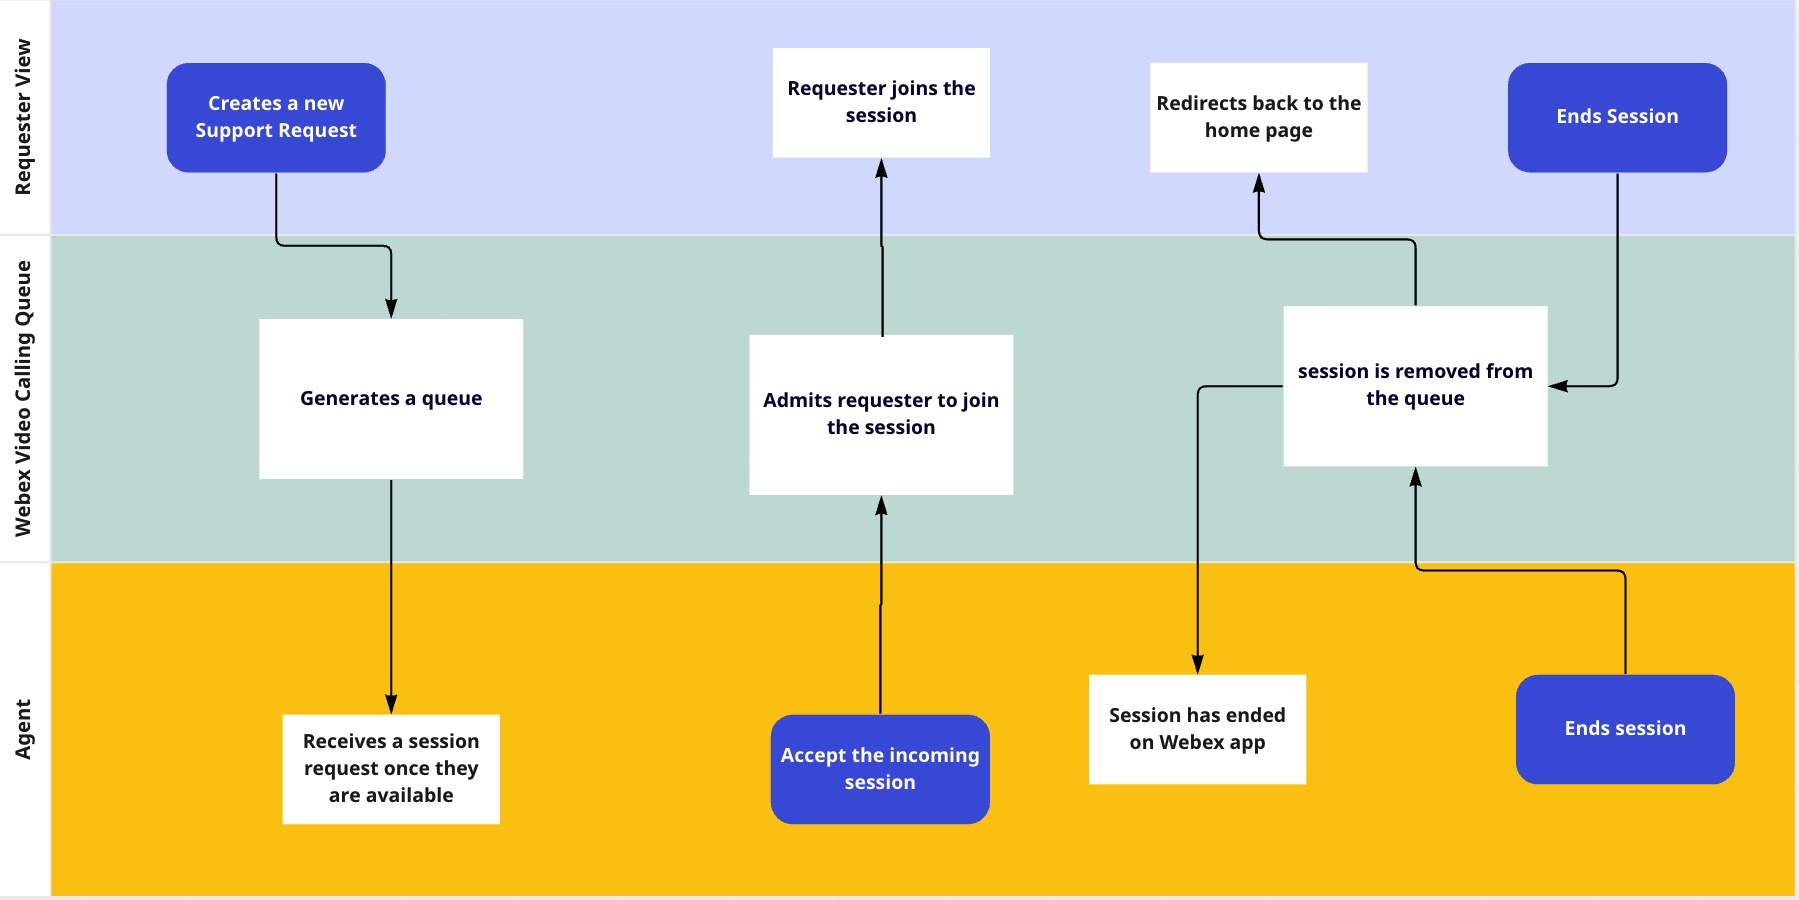 Requester View
Creates a new
Support Request
Requester joins the
session
Redirects back to the
home page
Ends Session
Webex Video Calling Queue
Generates a queue
Admits requester to join
the session
session is removed from
the queue
Agent
Receives a session
request once they
are available
Accept the incoming
session
Session has ended
on Webex app
Ends session